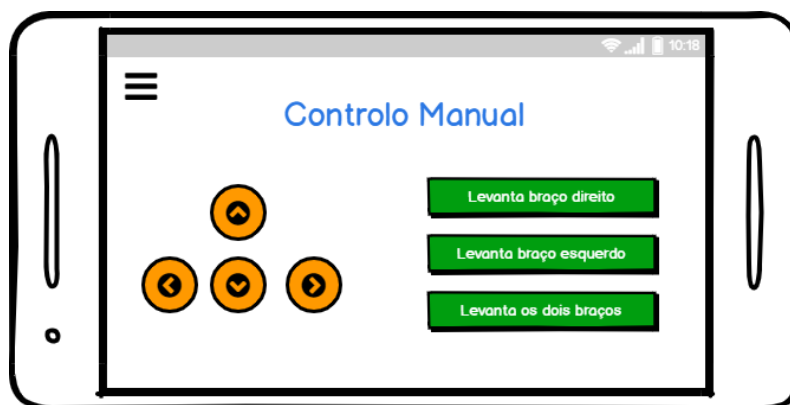 10:18
Controlo Manual
Levanta braço direito
Levanta braço esquerdo
Levanta os dois braços